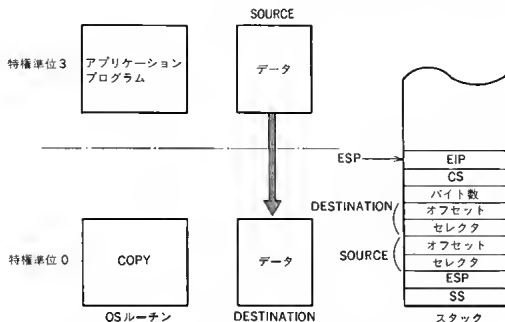 SOURCE
特権準位3
アプリケーション
プログラム
データ
ESP
EIP
CS
バイト数
DESTINATION
オフセット
セレクタ
SOURCE
オフセット
セレクタ
ESP
SS
特権準位0
COPY
データ
OSルーチン
DESTINATION
スタック